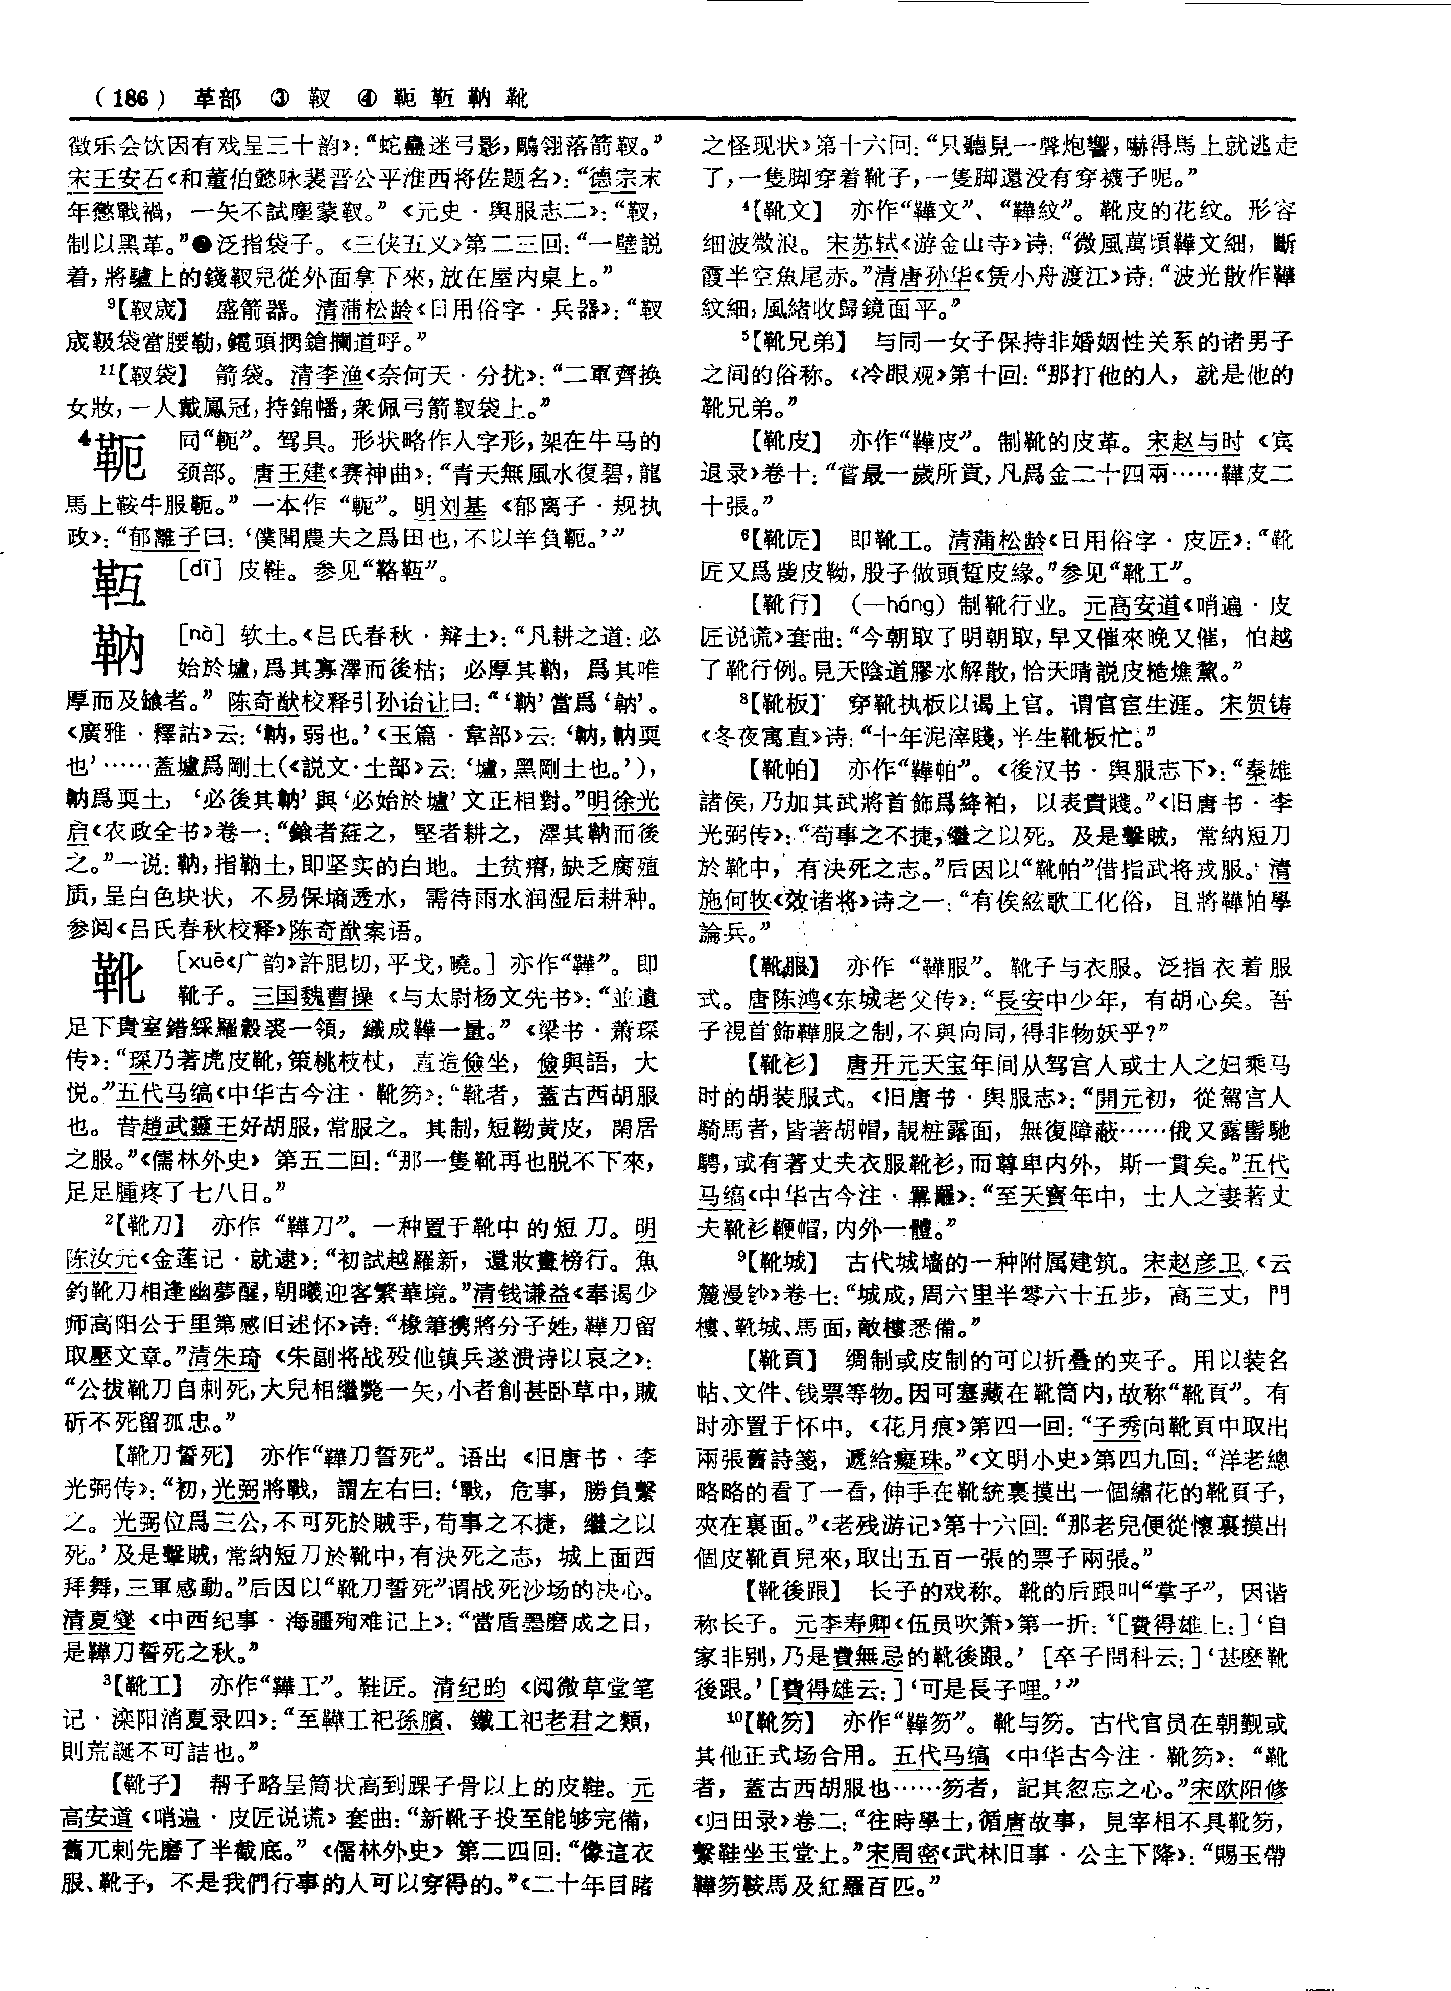 （186） 革部 ③ 靫 ④ 軛 䩚 靹 靴
徵乐会饮因有戏呈三十韵》：“蛇蠱迷弓影，鵰翎落箭靫。”
宋王安石《和董伯懿咏裴晋公平淮西将佐题名》：“德宗末
年懲戰禍， 一矢不試塵蒙靫。”《元史·舆服志二》：“靫，
制以黑革。”❷泛指袋子。《三侠五义》第二三回：“一壁説
着，將驢上的錢靫兒從外面拿下來，放在屋内桌上。”
⁹【靫宬】 盛箭器。清蒲松龄《日用俗字·兵器》：“靫
宬靸袋當腰勒，鑃頭搠鎗攔道呼。”
¹¹【靫袋】 箭袋。清李渔《奈何天·分扰》：“二軍齊换
女妝，一人戴鳳冠，持錦幡，衆佩弓箭靫袋上。”
⁴靰 同“軛”。驾具。形状略作人字形，架在牛马的
颈部。唐王建《赛神曲》：“青天無風水復碧，龍
馬上鞍牛服軛。”一本作“軛”。明刘基《郁离子·规执
政》：“郁離子曰：‘僕聞農夫之爲田也，不以羊負軛。’”
[dǐ] 皮鞋。参见“鞈䩚”。
靹 [nà] 软土。《吕氏春秋·辩土》：“凡耕之道：必
始於壚，爲其寡澤而後枯；必厚其靹， 爲其唯
厚而及鎗者。”陈奇猷校释引孙诒让曰：“‘靹’當爲‘䩱’。
《廣雅·釋詁》云：‘䩱，弱也。’《玉篇·韋部》云：‘䩱，䩱耎
也’……蓋壚爲剛土（《説文·土部》云：‘壚，黑剛土也。’），
靹爲耎土， ‘必後其靹’與‘必始於壚’文正相對。”明徐光
启《农政全书》卷一：“鎗者莊之， 堅者耕之， 澤其靹而後
之。”一说：靹，指靹土，即坚实的白地。土贫瘠，缺乏腐殖
质，呈白色块状， 不易保墒透水， 需待雨水润湿后耕种。
参阅《吕氏春秋校释》陈奇猷案语。
靴 [xuē《广韵》許肥切，平戈，曉。] 亦作“鞾”。即
靴子。三国魏曹操《与太尉杨文先书》：“並遺
足下貴室錯綵羅縠裘一領， 織成鞾一量。”《梁书·萧琛
传》：“琛乃著虎皮靴，策桃枝杖， 直造儉坐， 儉與語， 大
悦。”五代马缟《中华古今注·靴笏》：“靴者， 蓋古西胡服
也。昔趙武靈王好胡服，常服之。其制，短靿黄皮， 閑居
之服。”《儒林外史》第五二回：“那一隻靴再也脱不下來，
足足腫疼了七八日。”
²【靴刀】 亦作“鞾刀”。一种置于靴中的短刀。明
陈汝元《金莲记·就逮》：“初試越羅新， 還妝畫榜行。魚
鈞靴刀相逢幽夢醒，朝曦迎客繁華境。”清钱谦益《奉谒少
师高阳公于里第感旧述怀》诗：“椽筆携將分子姓，鞾刀留
取壓文章。”清朱琦《朱副将战殁他镇兵遂溃诗以哀之》：
“公拔靴刀自刺死，大兒相繼斃一矢，小者創甚卧草中，賊
斫不死留孤忠。”
【靴刀誓死】 亦作“鞾刀誓死”。语出《旧唐书·李
光弼传》：“初，光弼將戰， 謂左右曰：‘戰， 危事， 勝負繫
之。光弼位爲三公，不可死於賊手，苟事之不捷， 繼之以
死。’及是擊賊，常納短刀於靴中，有決死之志， 城上面西
拜舞，三軍感動。”后因以“靴刀誓死”谓战死沙场的决心。
清夏燮《中西纪事·海疆殉难记上》：“當盾墨磨成之日，
是鞾刀誓死之秋。”
³【靴工】 亦作“鞾工”。鞋匠。清纪昀《阅微草堂笔
记·滦阳消夏录四》：“至鞾工祀孫臏、鐵工祀老君之類，
則荒誕不可詰也。”
【靴子】 帮子略呈筒状高到踝子骨以上的皮鞋。元
高安道《哨遍·皮匠说谎》套曲：“新靴子投至能够完備，
舊兀剌先磨了半截底。”《儒林外史》第二四回：“像這衣
服、靴子， 不是我們行事的人可以穿得的。”《二十年目睹
之怪现状》第十六回：“只聽見一聲炮響，嚇得馬上就逃走
了，一隻脚穿着靴子，一隻脚還没有穿襪子呢。”
⁴【靴文】 亦作“鞾文”、“鞾紋”。靴皮的花纹。形容
细波微浪。宋苏轼《游金山寺》诗：“微風萬頃鞾文細， 斷
霞半空魚尾赤。”清唐孙华《赁小舟渡江》诗：“波光散作鞾
紋細，風緒收歸鏡面平。”
⁵【靴兄弟】 与同一女子保持非婚姻性关系的诸男子
之间的俗称。《冷眼观》第十回：“那打他的人， 就是他的
靴兄弟。”
【靴皮】 亦作“鞾皮”。制靴的皮革。宋赵与时《宾
退录》卷十：“嘗最一歲所貢，凡爲金二十四兩……鞾皮二
十張。”
⁶【靴匠】 即靴工。清蒲松龄《日用俗字·皮匠》：“靴
匠又爲幫皮靿，股子做頭踅皮緣。”参见“靴工”。
【靴行】 （—háng）制靴行业。元高安道《哨遍·皮
匠说谎》套曲：“今朝取了明朝取，早又催來晚又催， 怕越
了靴行例。見天陰道膠水解散，恰天晴説皮糙燋黧。”
⁸【靴板】 穿靴执板以谒上官。谓官宦生涯。宋贺铸
《冬夜寓直》诗：“十年泥滓賤，半生靴板忙。”
【靴帕】 亦作“鞾帕”。《後汉书·舆服志下》：“秦雄
諸侯，乃加其武將首飾爲絳袙， 以表貴賤。”《旧唐书·李
光弼传》：“苟事之不捷，繼之以死。及是擊賊， 常納短刀
於靴中， 有決死之志。”后因以“靴帕”借指武将戎服。清
施何牧《效诸将》诗之一：“有俟絃歌工化俗， 且將鞾帕學
論兵。”
【靴服】 亦作“鞾服”。靴子与衣服。泛指衣着服
式。唐陈鸿《东城老父传》：“長安中少年， 有胡心矣。吾
子視首飾鞾服之制，不與向同，得非物妖乎？”
【靴衫】 唐开元天宝年间从驾宫人或士人之妇乘马
时的胡装服式。《旧唐书·舆服志》：“開元初， 從駕宫人
騎馬者，皆著胡帽，靚粧露面， 無復障蔽……俄又露髻馳
騁，或有著丈夫衣服靴衫，而尊卑内外， 斯一貫矣。”五代
马缟《中华古今注·冪䍦》：“至天寶年中， 士人之妻著丈
夫靴衫鞭帽，内外一體。”
⁹【靴城】 古代城墙的一种附属建筑。宋赵彦卫《云
麓漫钞》卷七：“城成，周六里半零六十五步， 高三丈， 門
樓、靴城、馬面，敵樓悉備。”
【靴頁】 绸制或皮制的可以折叠的夹子。用以装名
帖、文件、钱票等物。因可塞藏在靴筒内，故称“靴頁”。有
时亦置于怀中。《花月痕》第四一回：“子秀向靴頁中取出
兩張舊詩箋， 遞給癡珠。”《文明小史》第四九回：“洋老總
略略的看了一看，伸手在靴統裏摸出一個繡花的靴頁子，
夾在裏面。”《老残游记》第十六回：“那老兒便從懷裏摸出
個皮靴頁兒來，取出五百一張的票子兩張。”
【靴後跟】 长子的戏称。靴的后跟叫“掌子”， 因谐
称长子。元李寿卿《伍员吹箫》第一折：“[費得雄上：]‘自
家非别，乃是費無忌的靴後跟。’[卒子問科云：]‘甚麽靴
後跟。’[費得雄云：]‘可是長子哩。’”
¹⁰【靴笏】 亦作“鞾笏”。靴与笏。古代官员在朝觐或
其他正式场合用。五代马缟《中华古今注·靴笏》：“靴
者， 蓋古西胡服也……笏者， 記其忽忘之心。”宋欧阳修
《归田录》卷二：“往時學士，循唐故事， 見宰相不具靴笏，
繫鞋坐玉堂上。”宋周密《武林旧事·公主下降》：“賜玉帶
鞾笏鞍馬及紅羅百匹。”